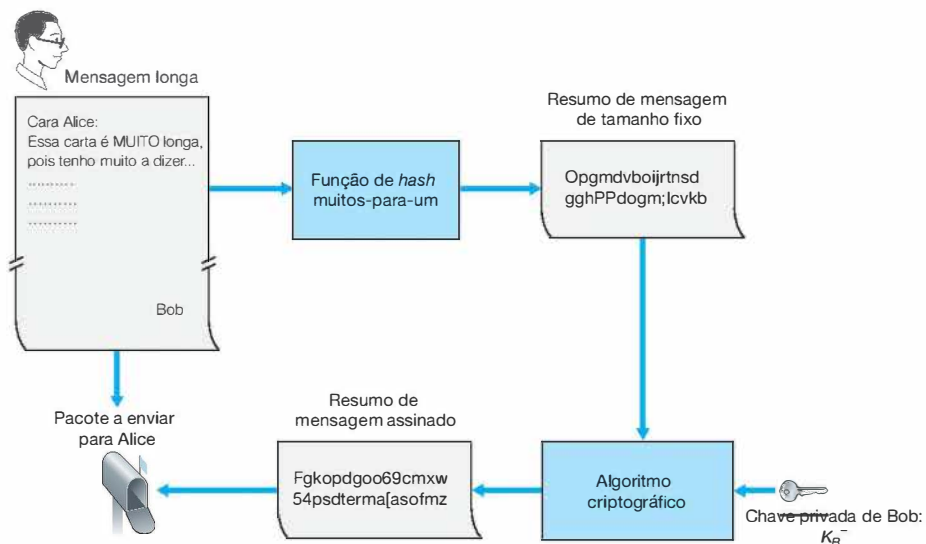 Mensagem longa
Cara Alice:
Essa carta é MUITO longa,
pois tenho muito a dizer...
..........
..........
..........
Bob
Função de hash
muitos-para-um
Resumo de mensagem
de tamanho fixo
Opgmdvboijrtnsd
gghPPdogm;lcvkb
Algoritmo
criptográfico
Chave privada de Bob:
K_B^-
Resumo de
mensagem assinado
Fgkopdgoo69cmxw
54psdterma[asofmz
Pacote a enviar
para Alice